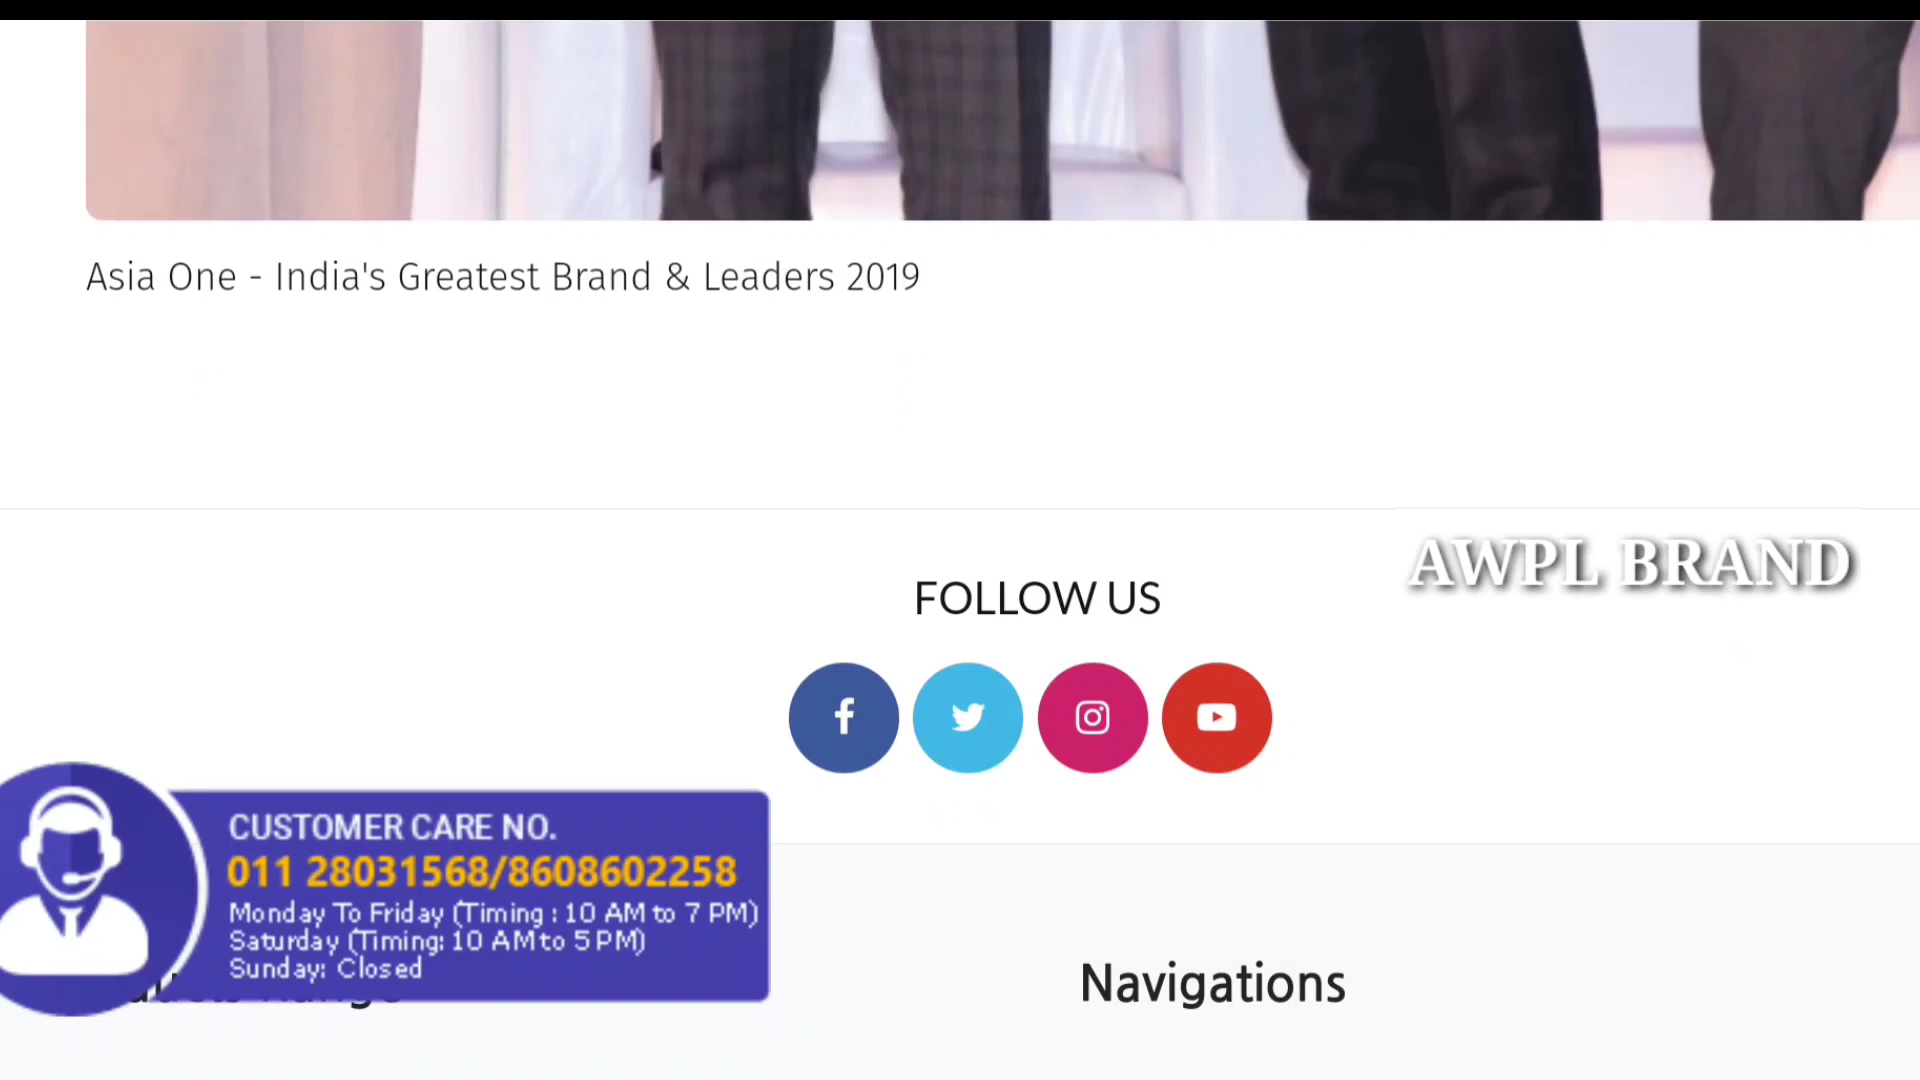 Asia One - India's Greatest Brand & Leaders 2019
AWPL BRAND
FOLLOW US
CUSTOMER CARE NO.
011 28031568/8608602258
Monday To Friday (Timing : 10 AM to 7 PM)
Saturday (Timing: 10 AM to 5 PM)
Sunday: Closed
Navigations